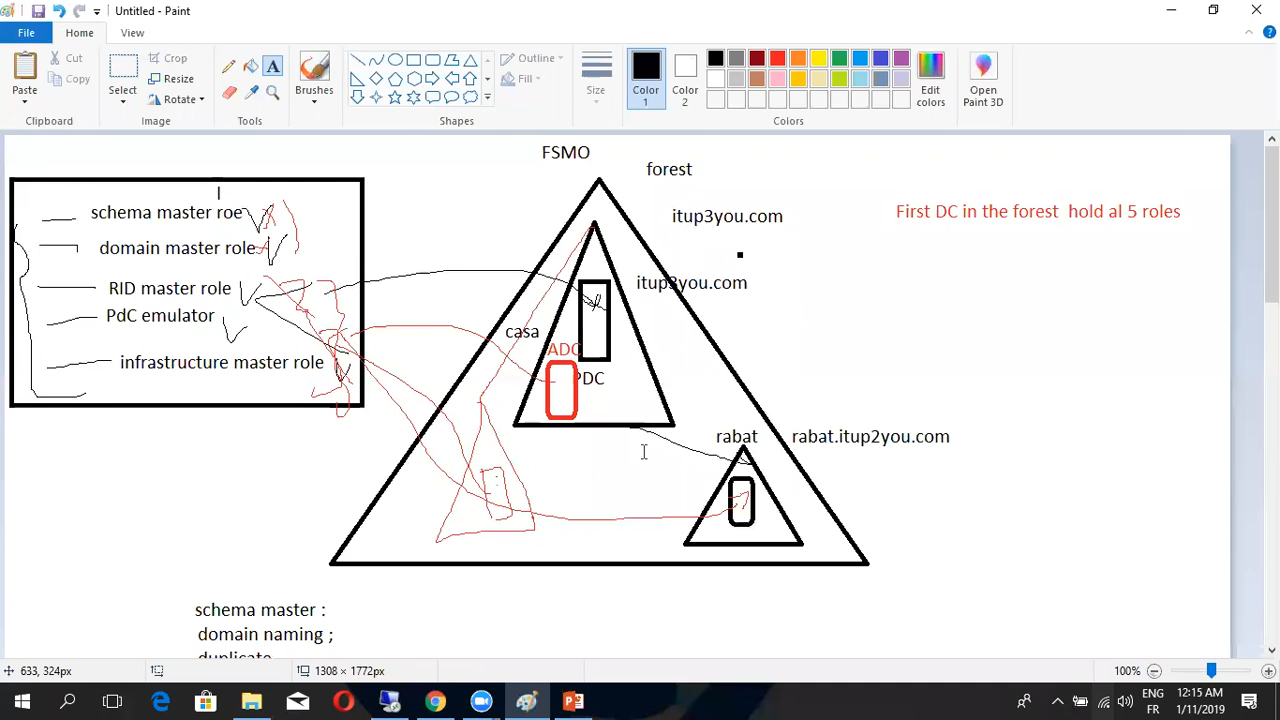 Untitled - Paint
File
Home
View
Paste
Cut
Copy
Clipboard
Select
Crop
Resize
Rotate
Image
Tools
Brushes
Shapes
Outline
Fill
Size
Color 1
Color 2
Colors
Edit colors
Open Paint 3D
FSMO
forest
itup3you.com
First DC in the forest hold al 5 roles
schema master roe
domain master role
RID master role
PdC emulator
infrastructure master role
itup3you.com
casa
ADC
PDC
rabat
rabat.itup2you.com
schema master :
domain naming ;
duplicate
633, 324px
1308 × 1772px
100%
ENG
FR
12:15 AM
1/11/2019